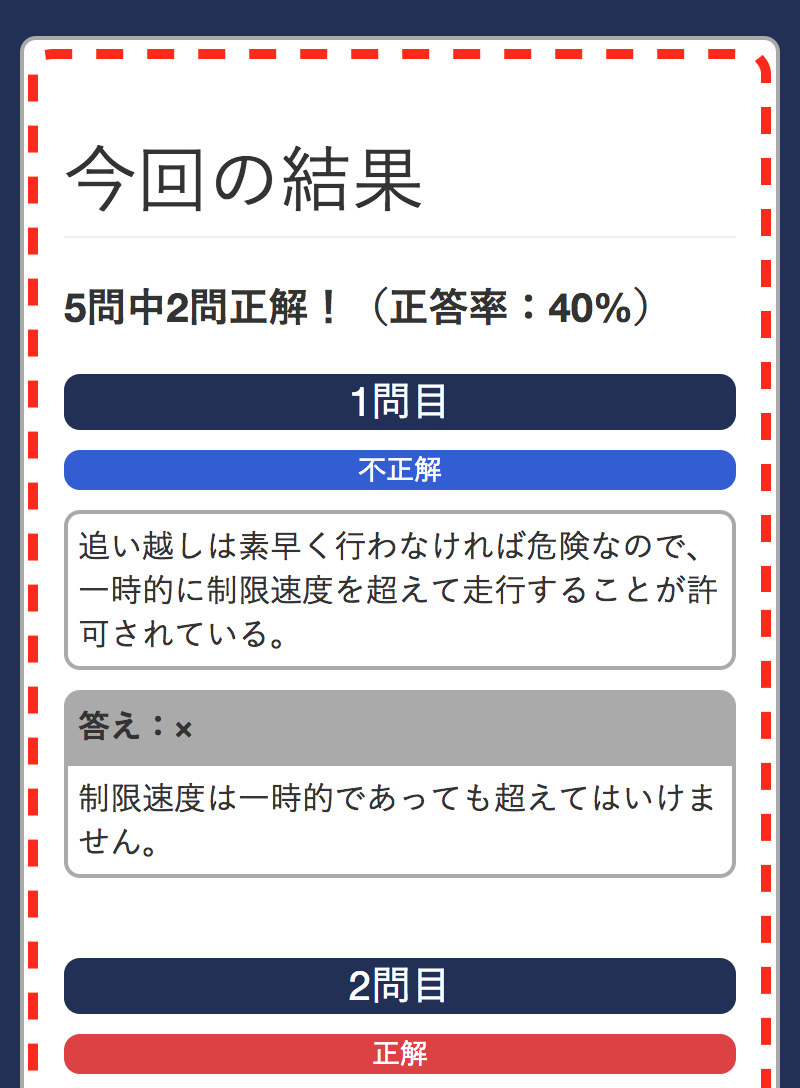 今回の結果
5問中2問正解！（正答率：40%）
1問目
不正解
追い越しは素早く行わなければ危険なので、
一時的に制限速度を超えて走行することが許
可されている。
答え：×
制限速度は一時的であっても超えてはいけま
せん。
2問目
正解